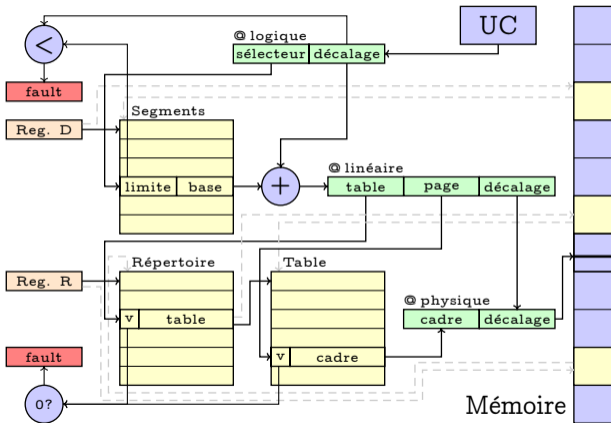 UC
@ logique
sélecteur décalage
<
fault
Segments
Reg. D
@ linéaire
limite base + table page décalage
Répertoire Table
Reg. R
@ physique
v table cadre décalage
fault v cadre
0?
Mémoire